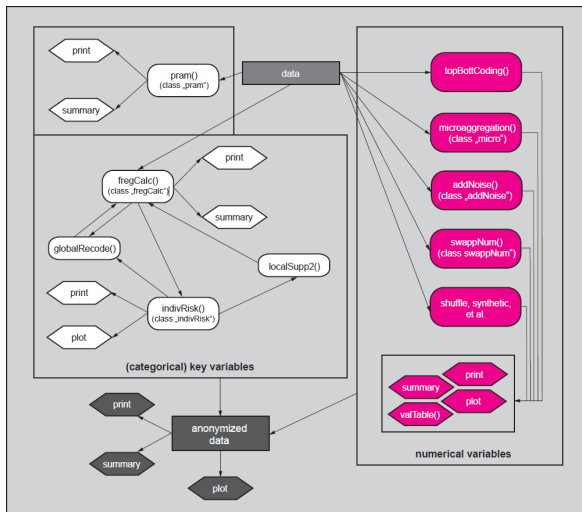 print
pram()
(class „pram“)
summary
data
topBottCoding()
microaggregation()
(class „micro“)
addNoise()
(class „addNoise“)
swappNum()
(class swappNum“)
shuffle, synthetic,
et al.
print
fregCalc()
(class „fregCalc“)
summary
globalRecode()
localSupp2()
print
indivRisk()
(class „indivRisk“)
plot
(categorical) key variables
print
summary
plot
valTable()
numerical variables
print
anonymized
data
summary
plot